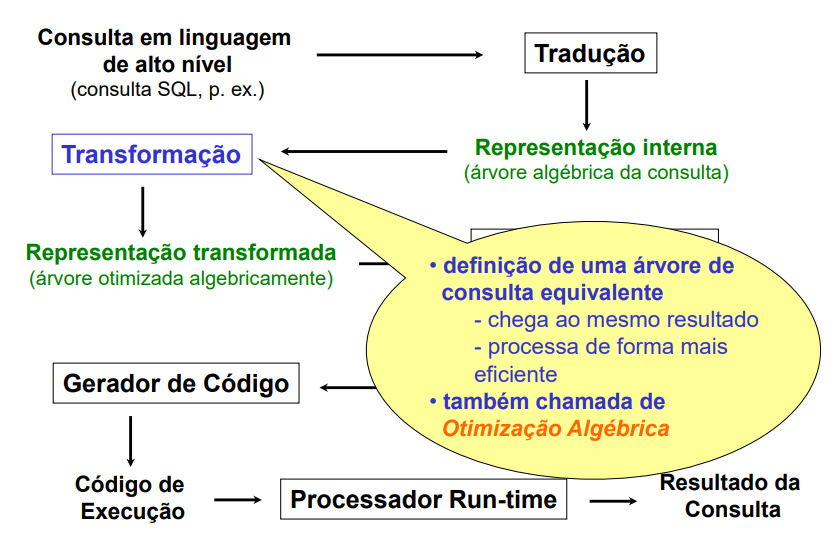 Consulta em linguagem
de alto nível
(consulta SQL, p. ex.)
Tradução
Representação interna
(árvore algébrica da consulta)
Transformação
Representação transformada
(árvore otimizada algebricamente)
• definição de uma árvore de
consulta equivalente
- chega ao mesmo resultado
- processa de forma mais
eficiente
• também chamada de
Otimização Algébrica
Gerador de Código
Código de
Execução
Processador Run-time
Resultado da
Consulta